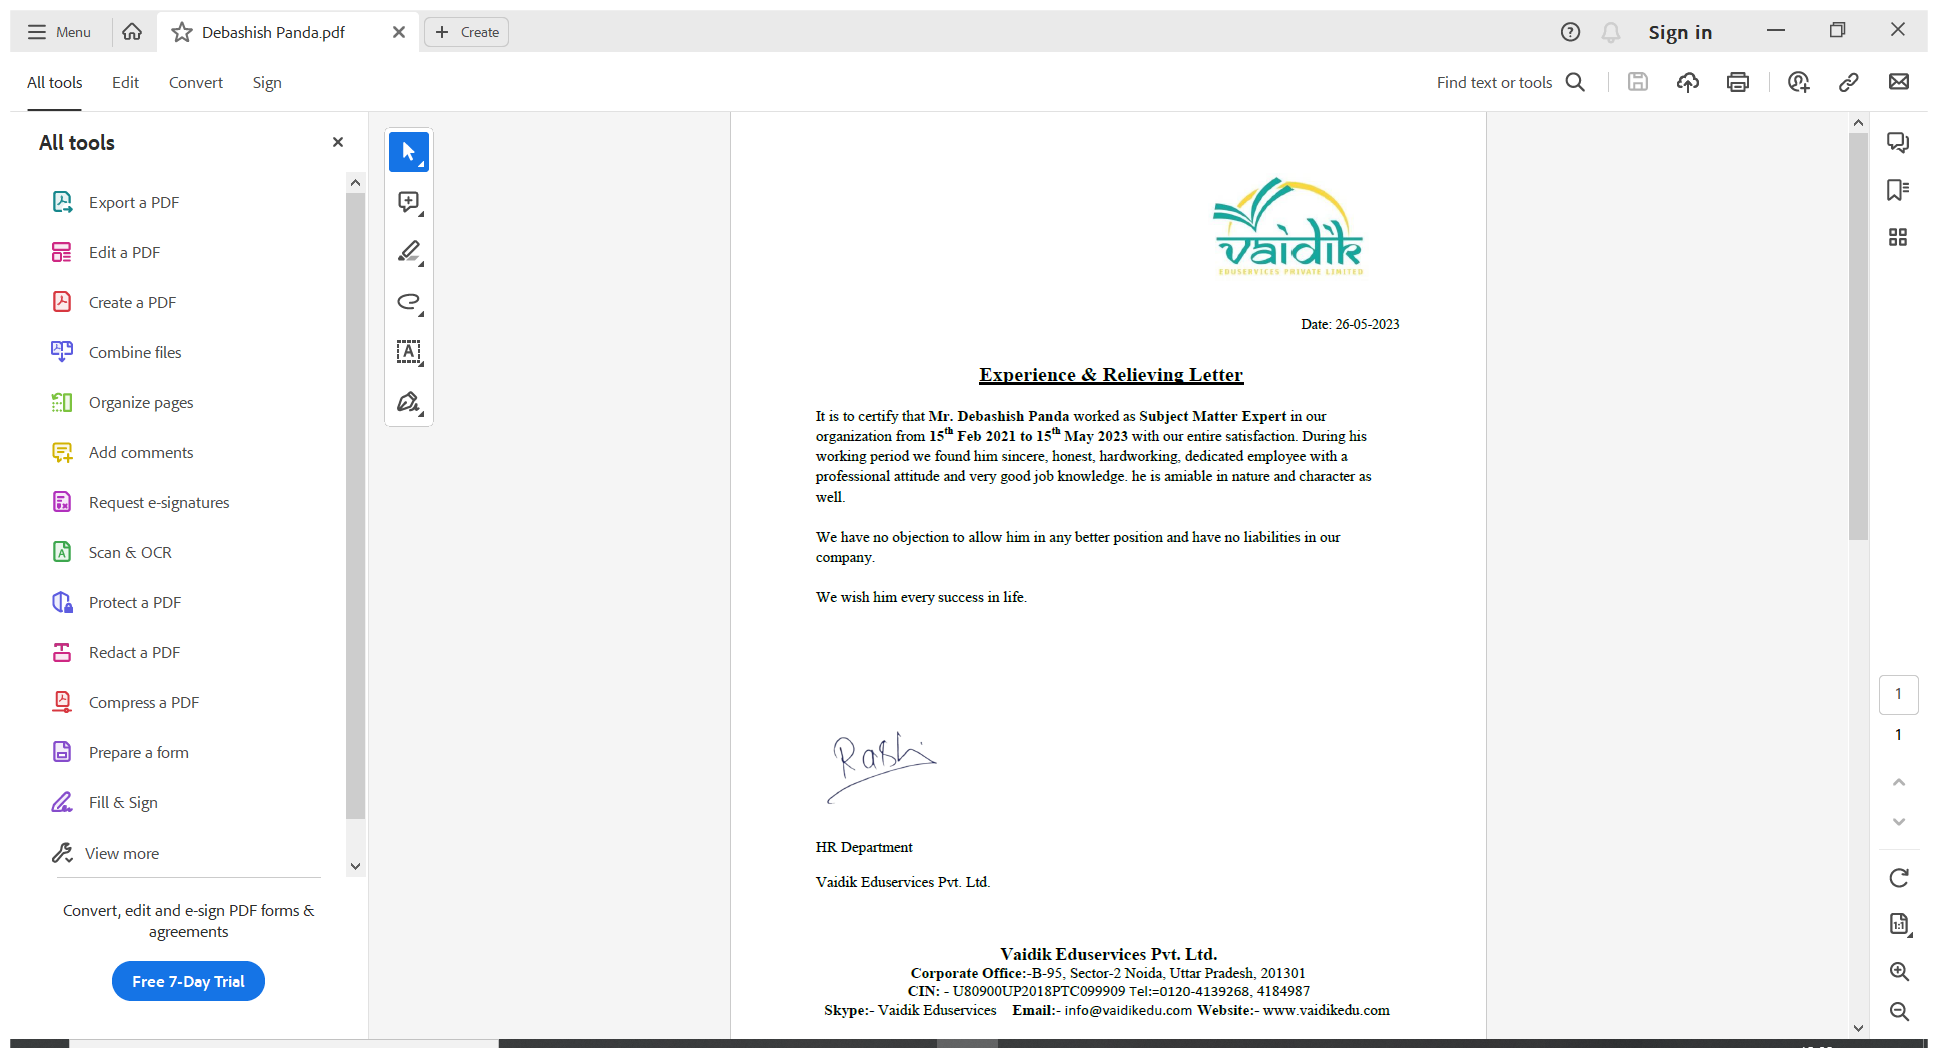 Menu
Debashish Panda.pdf
Create
Sign in
All tools Edit Convert Sign
Find text or tools
All tools
Export a PDF
Edit a PDF
Create a PDF
Combine files
Organize pages
Add comments
Request e-signatures
Scan & OCR
Protect a PDF
Redact a PDF
Compress a PDF
Prepare a form
Fill & Sign
View more
Convert, edit and e-sign PDF forms &
agreements
Free 7-Day Trial
vaidik
EDUSERVICES PRIVATE LIMITED
Date: 26-05-2023
Experience & Relieving Letter
It is to certify that Mr. Debashish Panda worked as Subject Matter Expert in our
organization from 15th Feb 2021 to 15th May 2023 with our entire satisfaction. During his
working period we found him sincere, honest, hardworking, dedicated employee with a
professional attitude and very good job knowledge. he is amiable in nature and character as
well.
We have no objection to allow him in any better position and have no liabilities in our
company.
We wish him every success in life.
Rashi
HR Department
Vaidik Eduservices Pvt. Ltd.
Vaidik Eduservices Pvt. Ltd.
Corporate Office:-B-95, Sector-2 Noida, Uttar Pradesh, 201301
CIN: - U80900UP2018PTC099909 Tel:=0120-4139268, 4184987
Skype:- Vaidik Eduservices Email:- info@vaidikedu.com Website:- www.vaidikedu.com
1
1
1:1